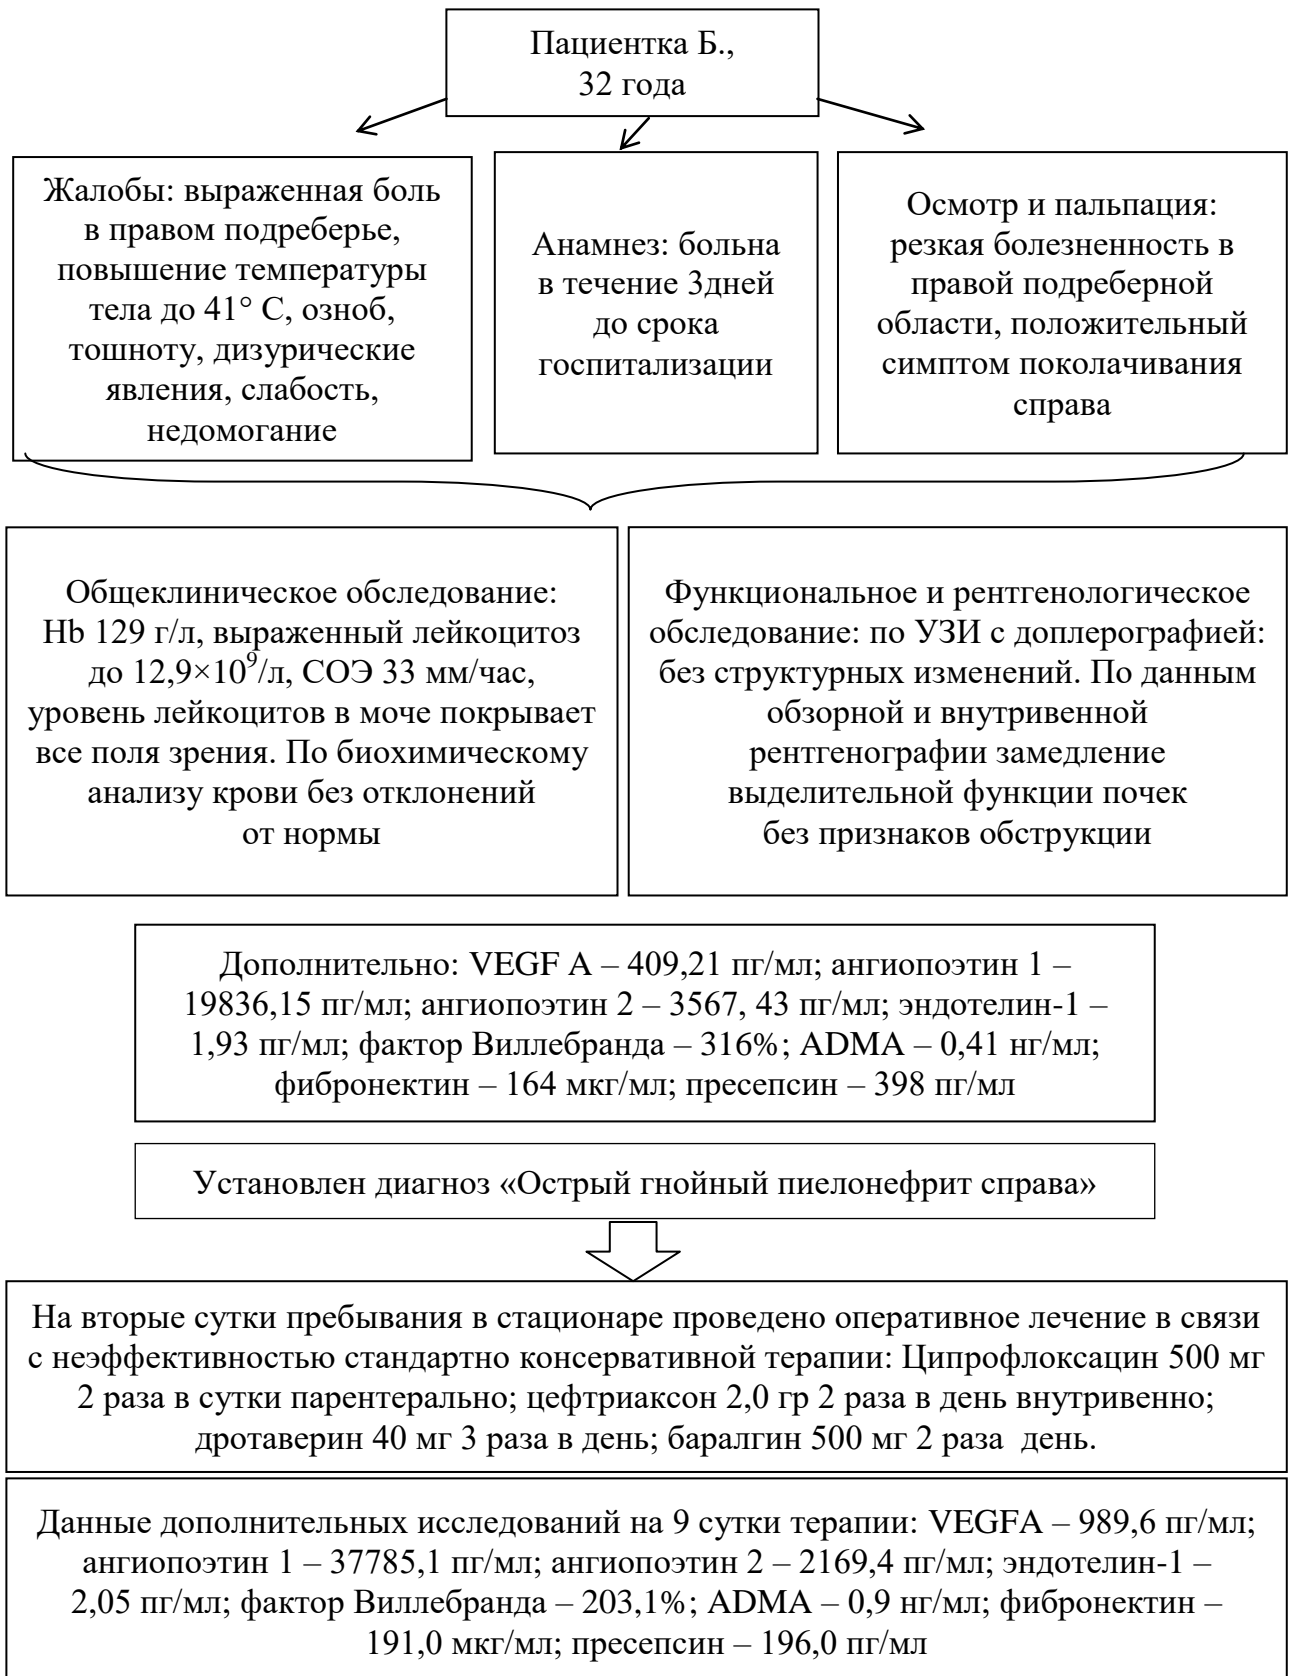 Пациентка Б.,
32 года
Жалобы: выраженная боль
в правом подреберье,
повышение температуры
тела до 41° С, озноб,
тошноту, дизурические
явления, слабость,
недомогание
Анамнез: больна
в течение 3дней
до срока
госпитализации
Осмотр и пальпация:
резкая болезненность в
правой подреберной
области, положительный
симптом поколачивания
справа
Общеклиническое обследование:
Hb 129 г/л, выраженный лейкоцитоз
до 12,9×10⁹/л, СОЭ 33 мм/час,
уровень лейкоцитов в моче покрывает
все поля зрения. По биохимическому
анализу крови без отклонений
от нормы
Функциональное и рентгенологическое
обследование: по УЗИ с доплерографией:
без структурных изменений. По данным
обзорной и внутривенной
рентгенографии замедление
выделительной функции почек
без признаков обструкции
Дополнительно: VEGF A – 409,21 пг/мл; ангиопоэтин 1 –
19836,15 пг/мл; ангиопоэтин 2 – 3567, 43 пг/мл; эндотелин-1 –
1,93 пг/мл; фактор Виллебранда – 316%; ADMA – 0,41 нг/мл;
фибронектин – 164 мкг/мл; пресепсин – 398 пг/мл
Установлен диагноз «Острый гнойный пиелонефрит справа»
На вторые сутки пребывания в стационаре проведено оперативное лечение в связи
с неэффективностью стандартно консервативной терапии: Ципрофлоксацин 500 мг
2 раза в сутки парентерально; цефтриаксон 2,0 гр 2 раза в день внутривенно;
дротаверин 40 мг 3 раза в день; баралгин 500 мг 2 раза  день.
Данные дополнительных исследований на 9 сутки терапии: VEGFA – 989,6 пг/мл;
ангиопоэтин 1 – 37785,1 пг/мл; ангиопоэтин 2 – 2169,4 пг/мл; эндотелин-1 –
2,05 пг/мл; фактор Виллебранда – 203,1%; ADMA – 0,9 нг/мл; фибронектин –
191,0 мкг/мл; пресепсин – 196,0 пг/мл